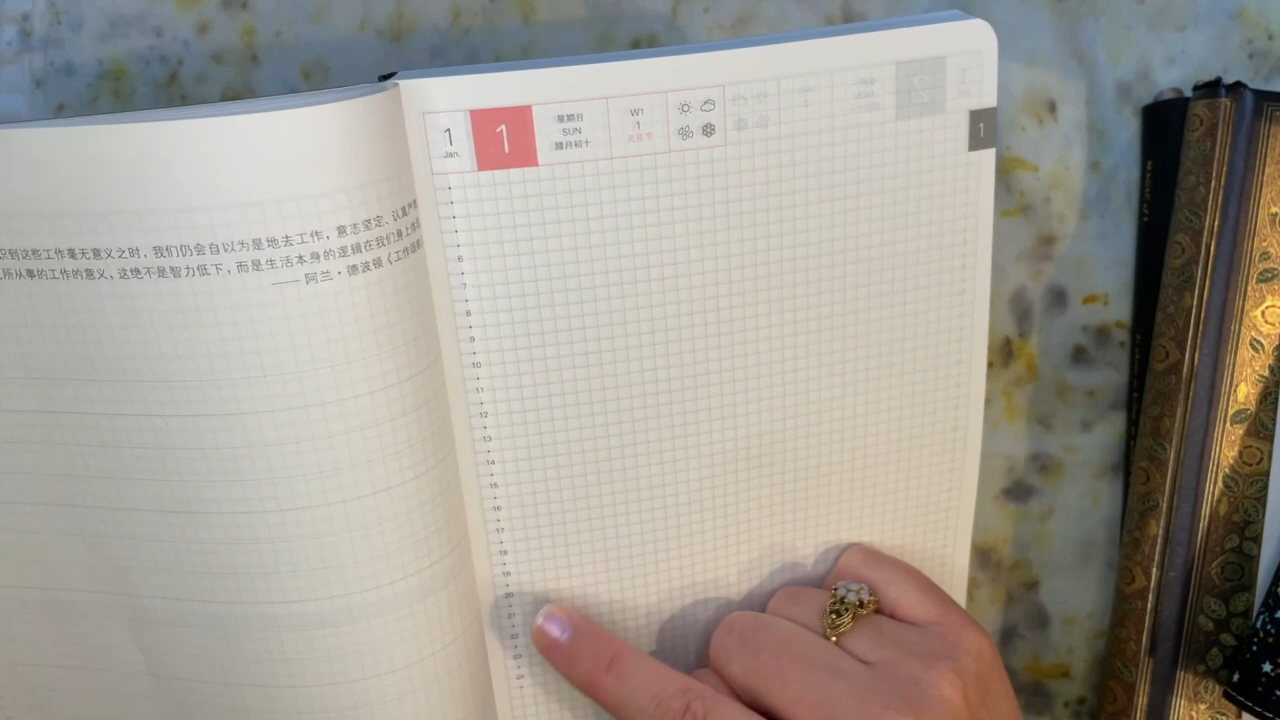 识到这些工作毫无意义之时，我们仍会自以为是地去工作，意志坚定、认真严
所从事的工作的意义，这绝不是智力低下，而是生活本身的逻辑在我们身上体
—— 阿兰·德波顿《工作颂歌
1
Jan.
1
星期日
SUN
腊月初十
W1
1
元旦节
1
6
7
8
9
10
11
12
13
14
15
16
17
18
19
20
21
22
23
24